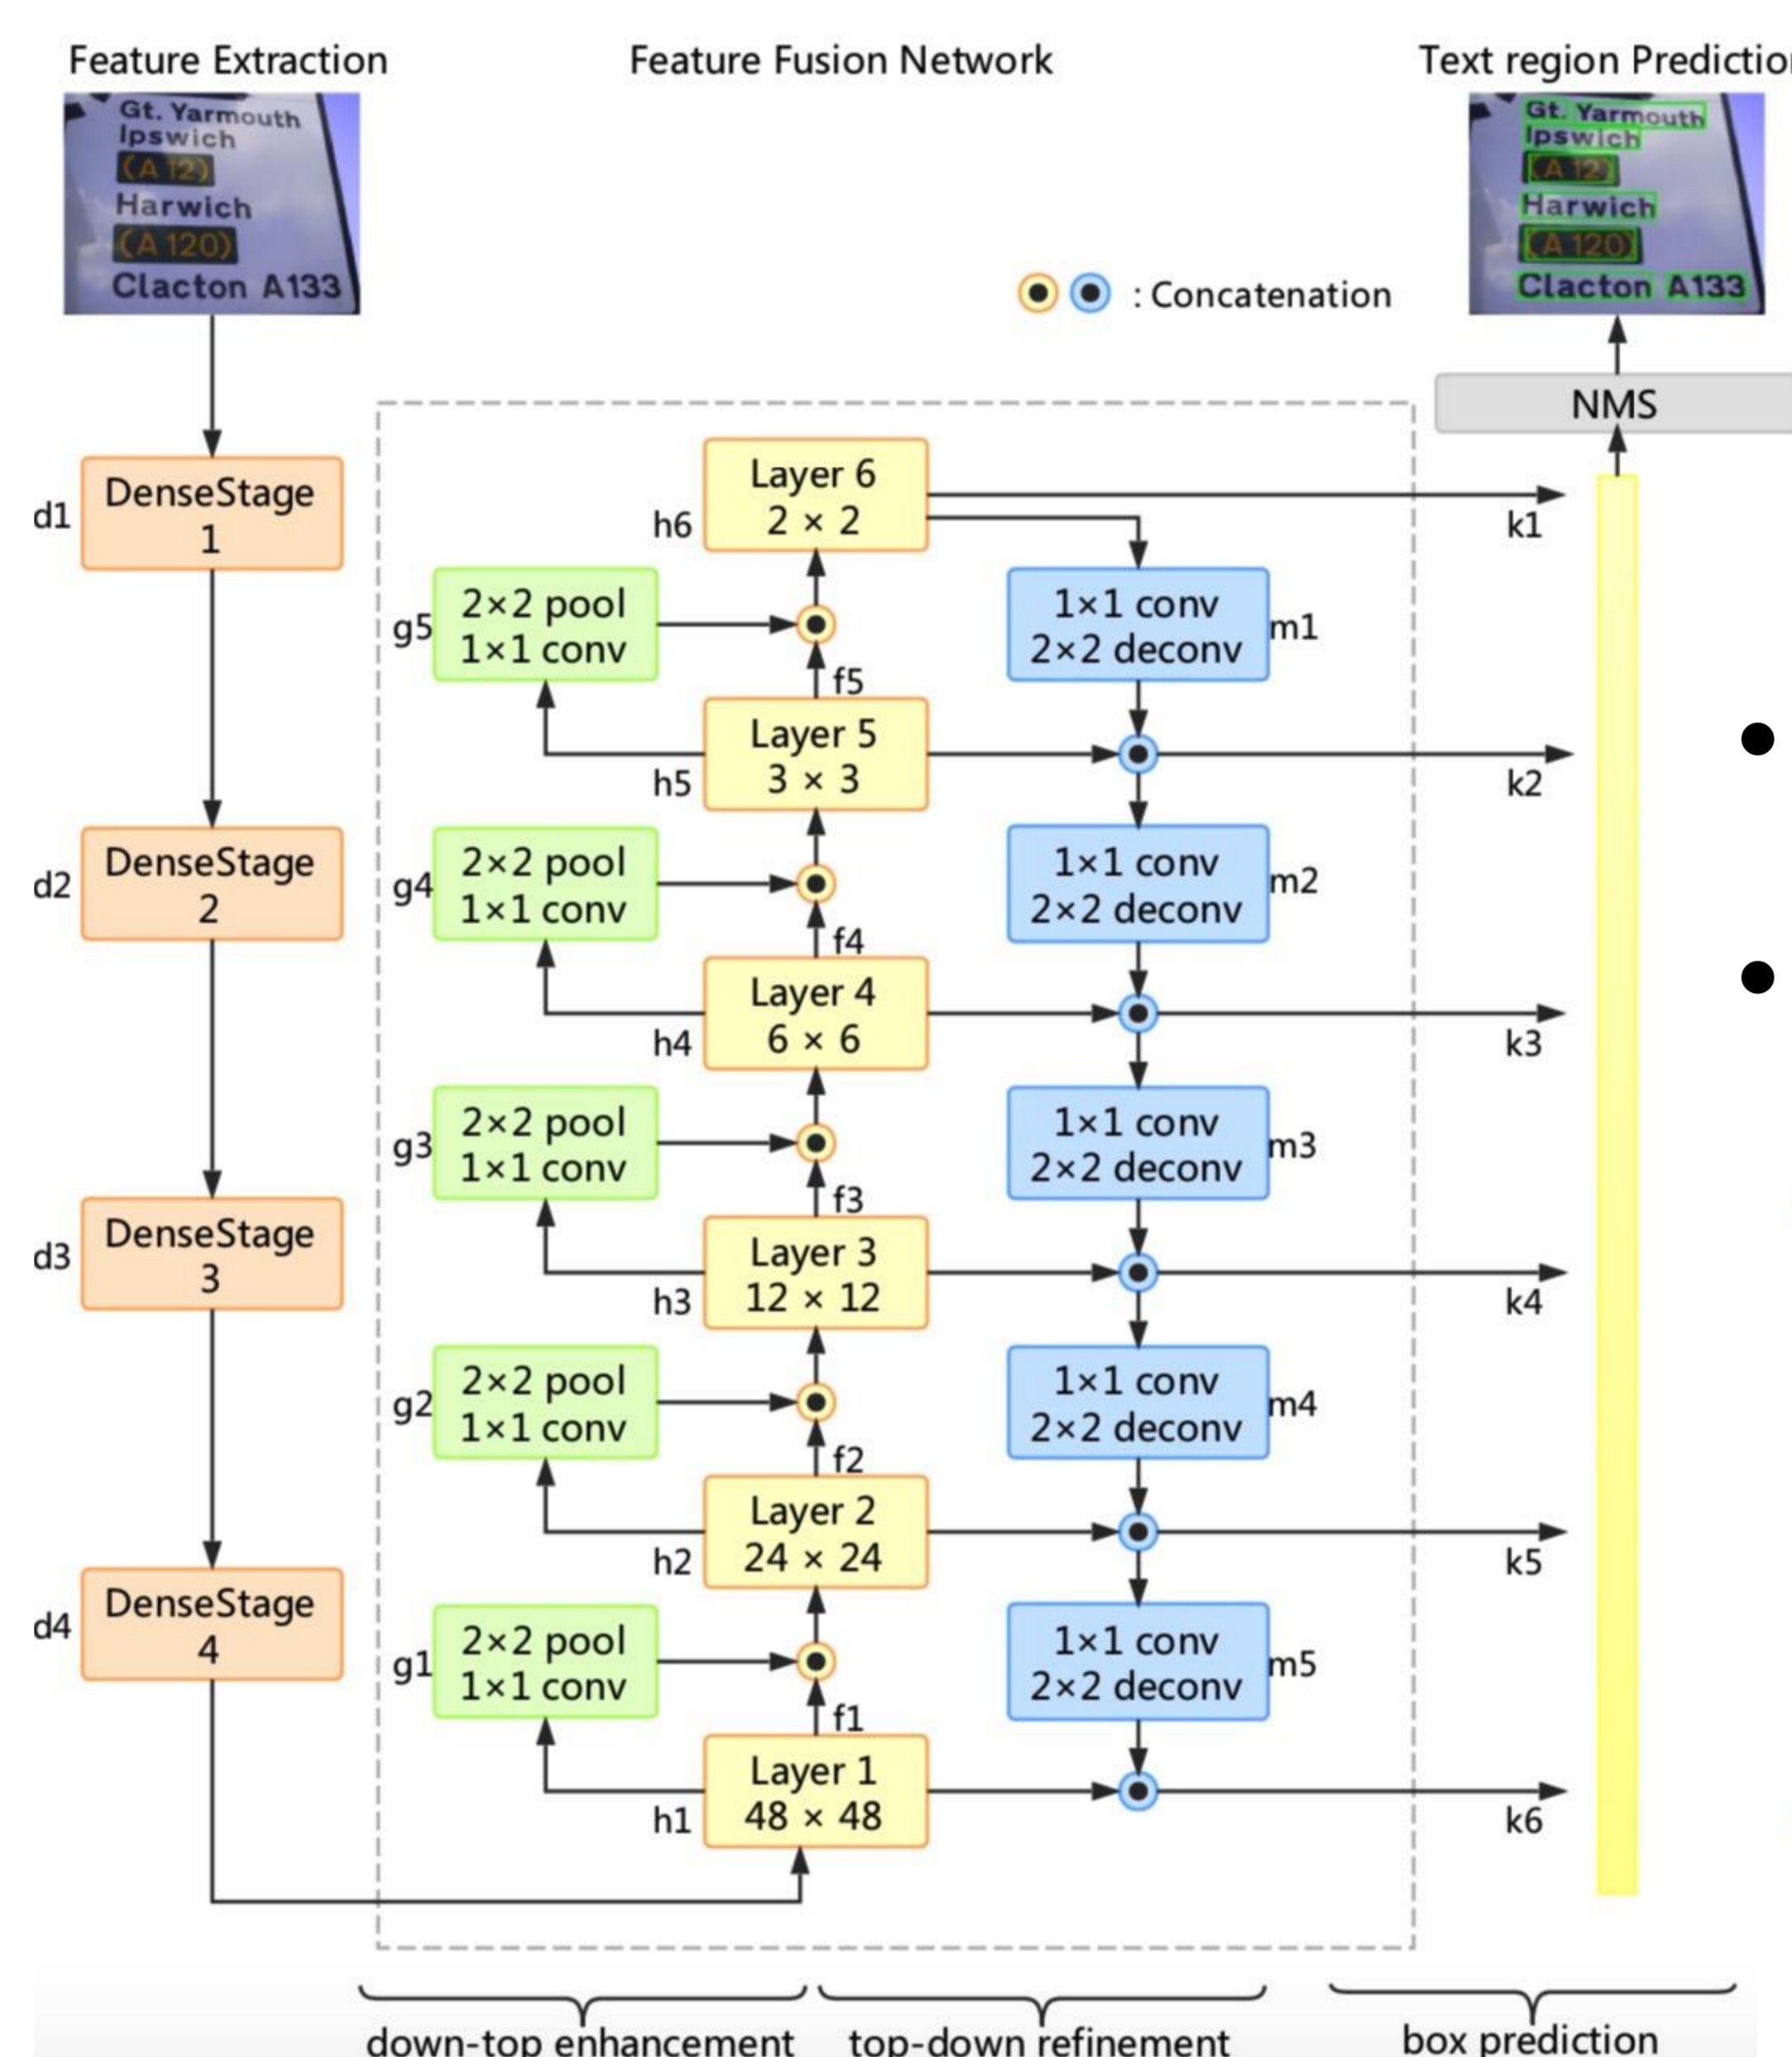 Feature Extraction
Feature Fusion Network
Text region Predictio
Gt. Yarmouth
Ipswich
(A 12)
Harwich
(A 120)
Clacton A133
Gt. Yarmouth
Ipswich
(A 12)
Harwich
(A 120)
Clacton A133
: Concatenation
NMS
d1
DenseStage
1
d2
DenseStage
2
d3
DenseStage
3
d4
DenseStage
4
h6
Layer 6
2 × 2
k1
g5
2×2 pool
1×1 conv
1×1 conv
2×2 deconv
m1
f5
h5
Layer 5
3 × 3
k2
g4
2×2 pool
1×1 conv
1×1 conv
2×2 deconv
m2
f4
h4
Layer 4
6 × 6
k3
g3
2×2 pool
1×1 conv
1×1 conv
2×2 deconv
m3
f3
h3
Layer 3
12 × 12
k4
g2
2×2 pool
1×1 conv
1×1 conv
2×2 deconv
m4
f2
h2
Layer 2
24 × 24
k5
g1
2×2 pool
1×1 conv
1×1 conv
2×2 deconv
m5
f1
h1
Layer 1
48 × 48
k6
down-top enhancement
top-down refinement
box prediction